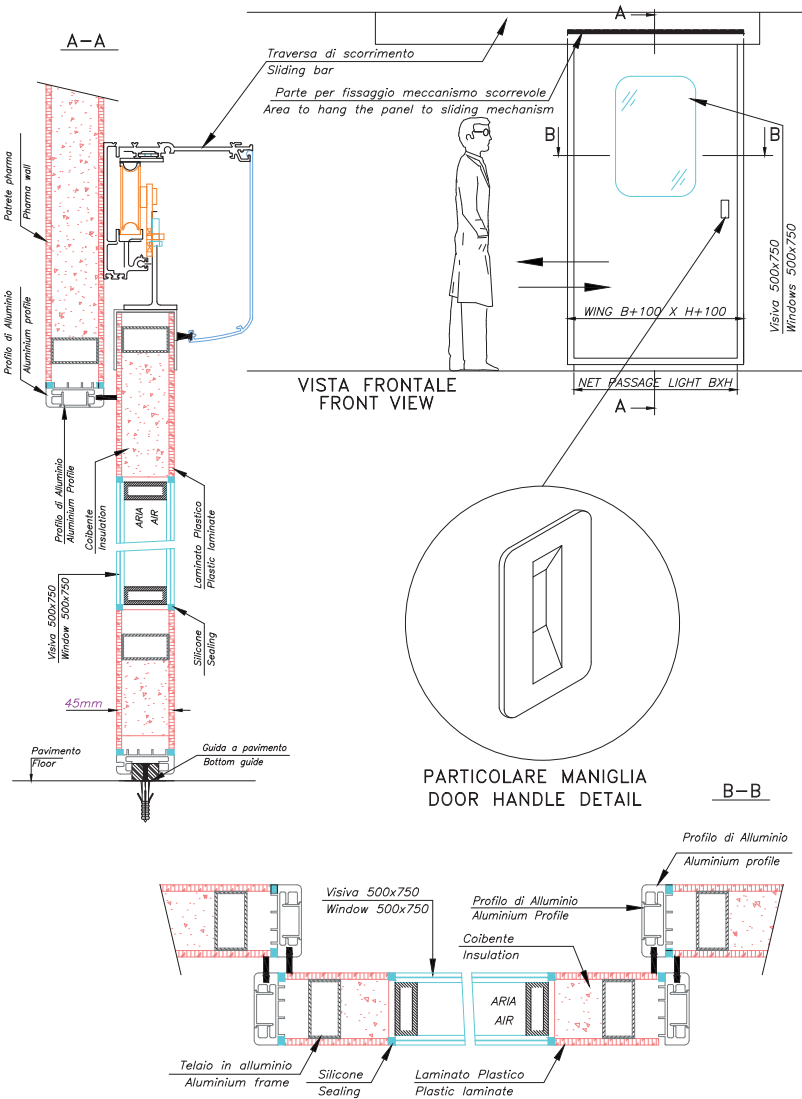 A-A
Traversa di scorrimento
Sliding bar
Parte per fissaggio meccanismo scorrevole
Area to hang the panel to sliding mechanism
A
B
B
Patrete pharma
Pharma wall
Profilo di Alluminio
Aluminium profile
Visiva 500x750
Windows 500x750
WING B+100 X H+100
NET PASSAGE LIGHT BXH
A
VISTA FRONTALE
FRONT VIEW
Profilo di Alluminio
Aluminium Profile
Coibente
Insulation
ARIA
AIR
Laminato Plastico
Plastic laminate
Visiva 500x750
Window 500x750
Silicone
Sealing
45mm
Pavimento
Floor
Guida a pavimento
Bottom guide
PARTICOLARE MANIGLIA
DOOR HANDLE DETAIL
B-B
Profilo di Alluminio
Aluminium profile
Visiva 500x750
Window 500x750
Profilo di Alluminio
Aluminium Profile
Coibente
Insulation
ARIA
AIR
Telaio in alluminio
Aluminium frame
Silicone
Sealing
Laminato Plastico
Plastic laminate